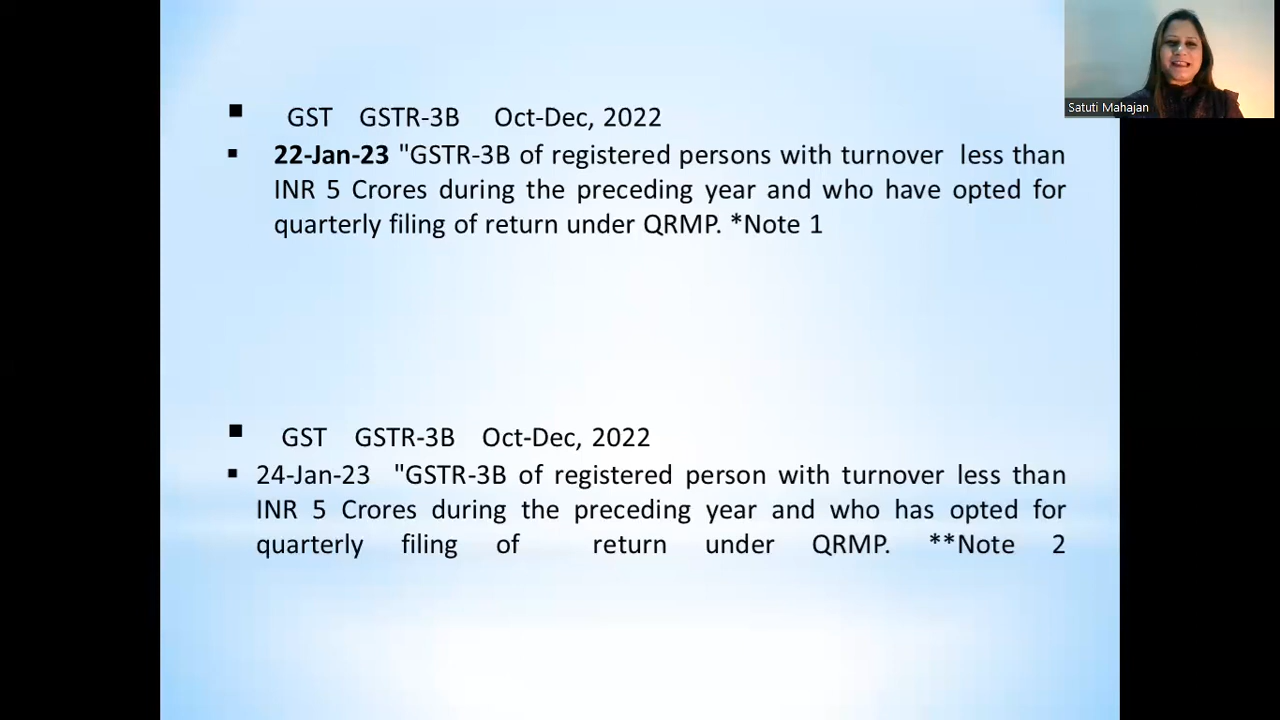 GST GSTR-3B Oct-Dec, 2022
22-Jan-23 "GSTR-3B of registered persons with turnover less than
INR 5 Crores during the preceding year and who have opted for
quarterly filing of return under QRMP. *Note 1
GST GSTR-3B Oct-Dec, 2022
24-Jan-23 "GSTR-3B of registered person with turnover less than
INR 5 Crores during the preceding year and who has opted for
quarterly filing of return under QRMP. **Note 2
Satuti Mahajan